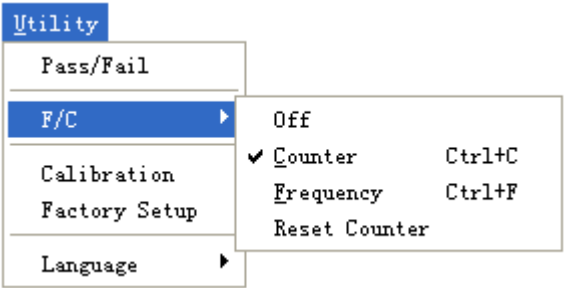 Utility
Pass/Fail
F/C
Off
Counter Ctrl+C
Frequency Ctrl+F
Reset Counter
Calibration
Factory Setup
Language